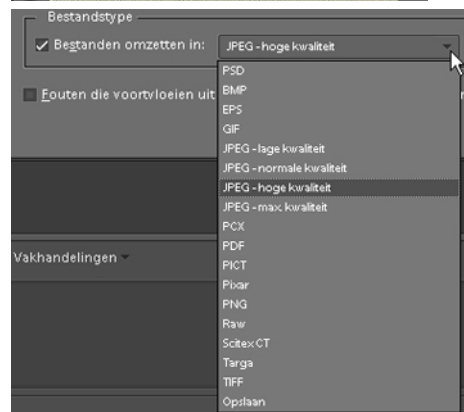 Bestandstype
Bestanden omzetten in: JPEG - hoge kwaliteit
PSD
Fouten die voortvloeien uit
BMP
EPS
GIF
JPEG - lage kwaliteit
JPEG - normale kwaliteit
JPEG - hoge kwaliteit
JPEG - max. kwaliteit
PCX
Vakhandelingen
PDF
PICT
Pixar
PNG
Raw
Scitex CT
Targa
TIFF
Opslaan